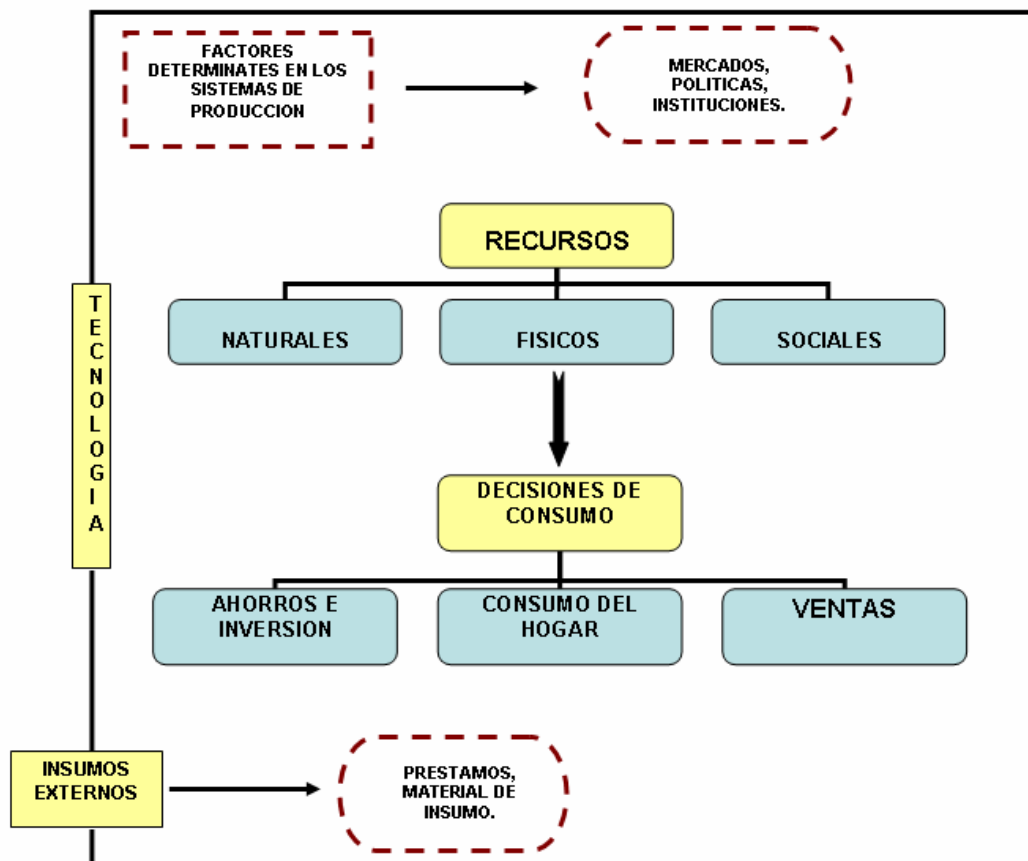 FACTORES
DETERMINATES EN LOS
SISTEMAS DE
PRODUCCION
MERCADOS,
POLITICAS,
INSTITUCIONES.
RECURSOS
NATURALES
FISICOS
SOCIALES
TECNOLOGIA
DECISIONES DE
CONSUMO
AHORROS E
INVERSION
CONSUMO DEL
HOGAR
VENTAS
INSUMOS
EXTERNOS
PRESTAMOS,
MATERIAL DE
INSUMO.